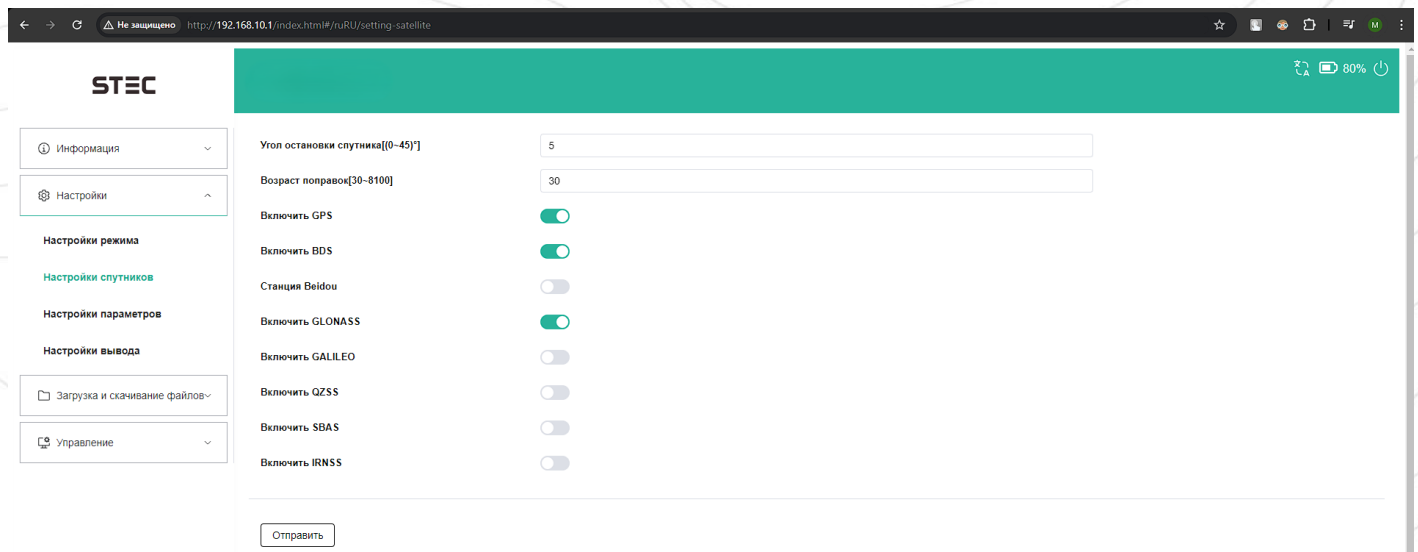 Не защищено http://192.168.10.1/index.html#/ruRU/setting-satellite M
STEC
80%
Информация
Настройки
Настройки режима
Настройки спутников
Настройки параметров
Настройки вывода
Загрузка и скачивание файлов
Управление
Угол остановки спутника[(0~45)°] 5
Возраст поправок[30~8100] 30
Включить GPS
Включить BDS
Станция Beidou
Включить GLONASS
Включить GALILEO
Включить QZSS
Включить SBAS
Включить IRNSS
Отправить